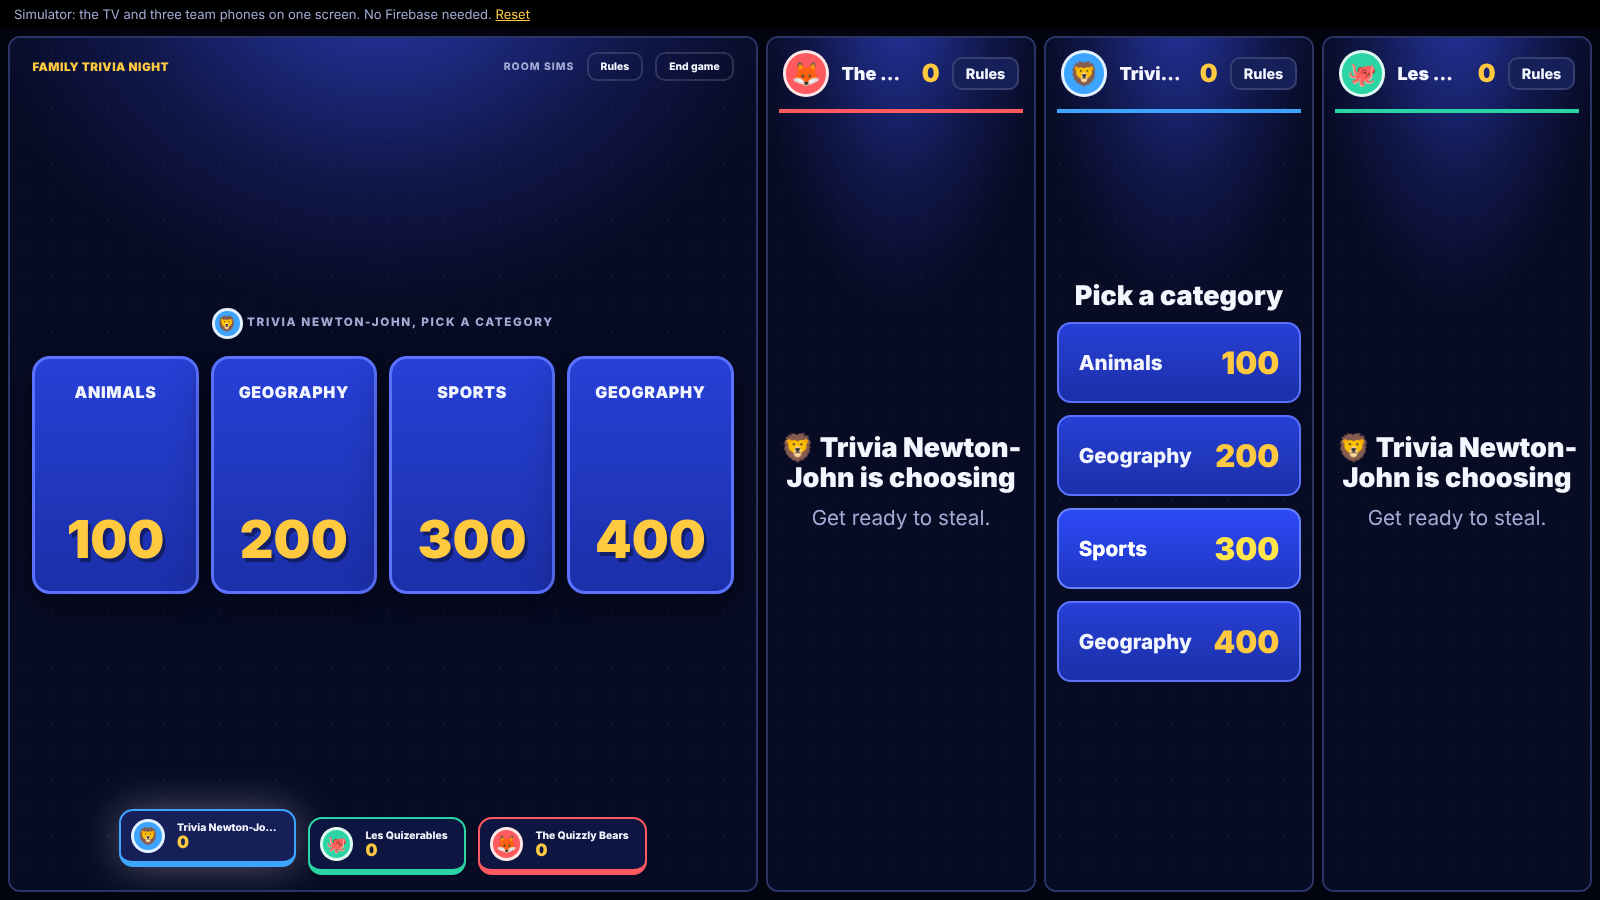 Simulator: the TV and three team phones on one screen. No Firebase needed. Reset
FAMILY TRIVIA NIGHT
ROOM SIMS
Rules
End game
TRIVIA NEWTON-JOHN, PICK A CATEGORY
ANIMALS
100
GEOGRAPHY
200
SPORTS
300
GEOGRAPHY
400
Trivia Newton-Jo...
0
Les Quizerables
0
The Quizzly Bears
0
The ...
0
Rules
Trivia Newton-
John is choosing
Get ready to steal.
Trivi...
0
Rules
Pick a category
Animals 100
Geography 200
Sports 300
Geography 400
Les ...
0
Rules
Trivia Newton-
John is choosing
Get ready to steal.